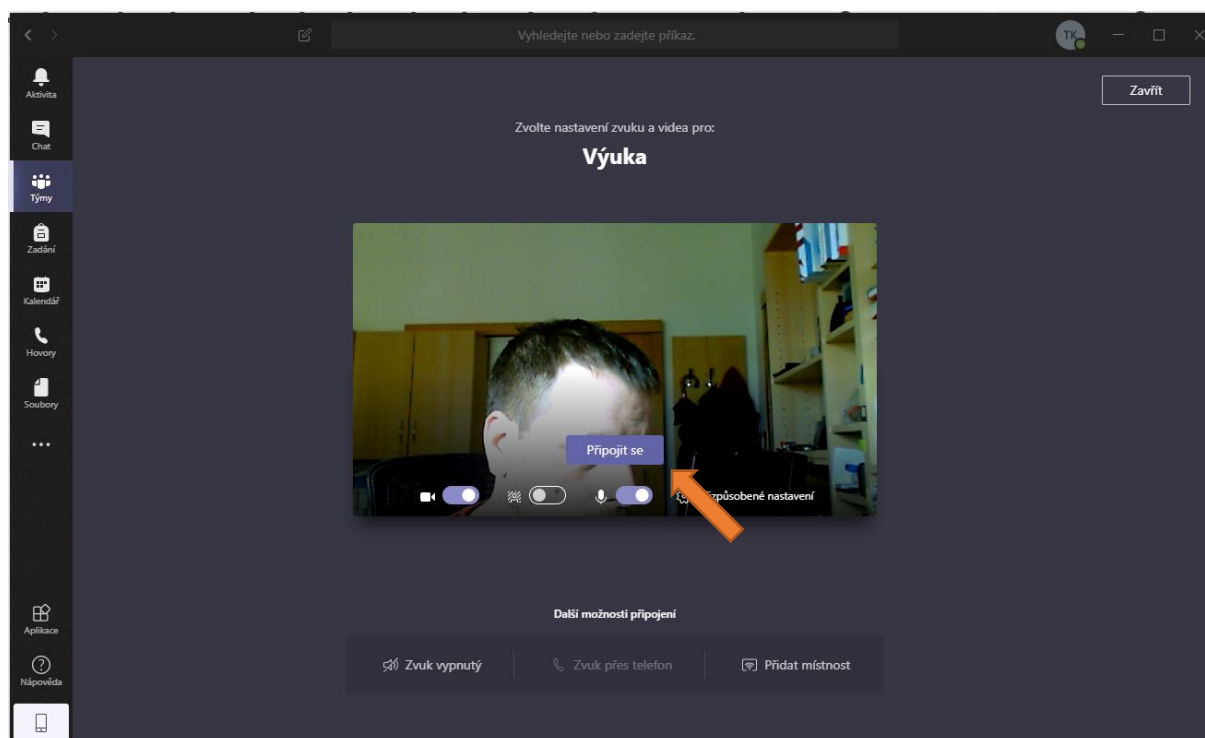 Vyhledejte nebo zadejte příkaz.
TK
Aktivita
Chat
Týmy
Zadání
Kalendář
Hovory
Soubory
Aplikace
Nápověda
Zavřít
Zvolte nastavení zvuku a videa pro:
Výuka
Připojit se
nastavení
Další možnosti připojení
Zvuk vypnutý
Zvuk přes telefon
Přidat místnost